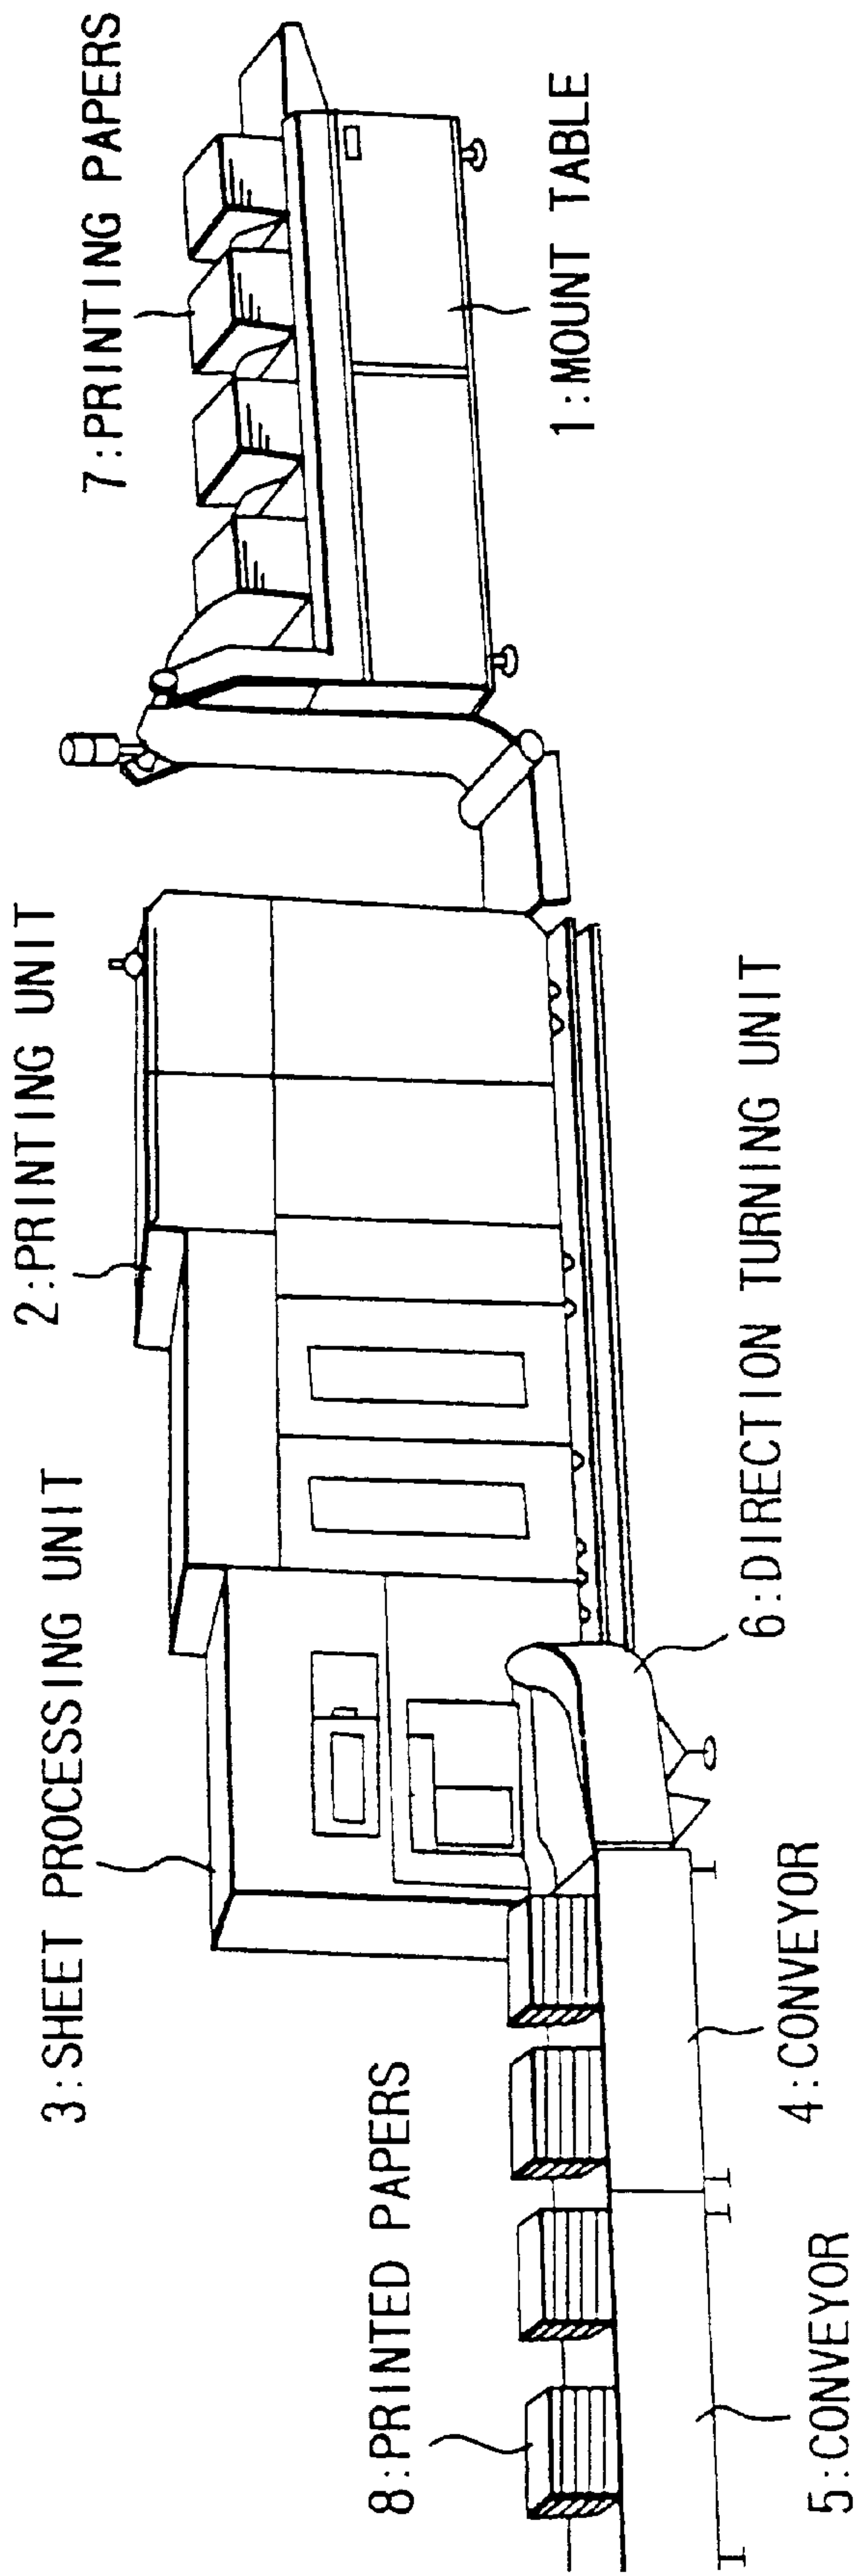 3:SHEET PROCESSING UNIT
2:PRINTING UNIT
7:PRINTING PAPERS
8:PRINTED PAPERS
1:MOUNT TABLE
6:DIRECTION TURNING UNIT
4:CONVEYOR
5:CONVEYOR